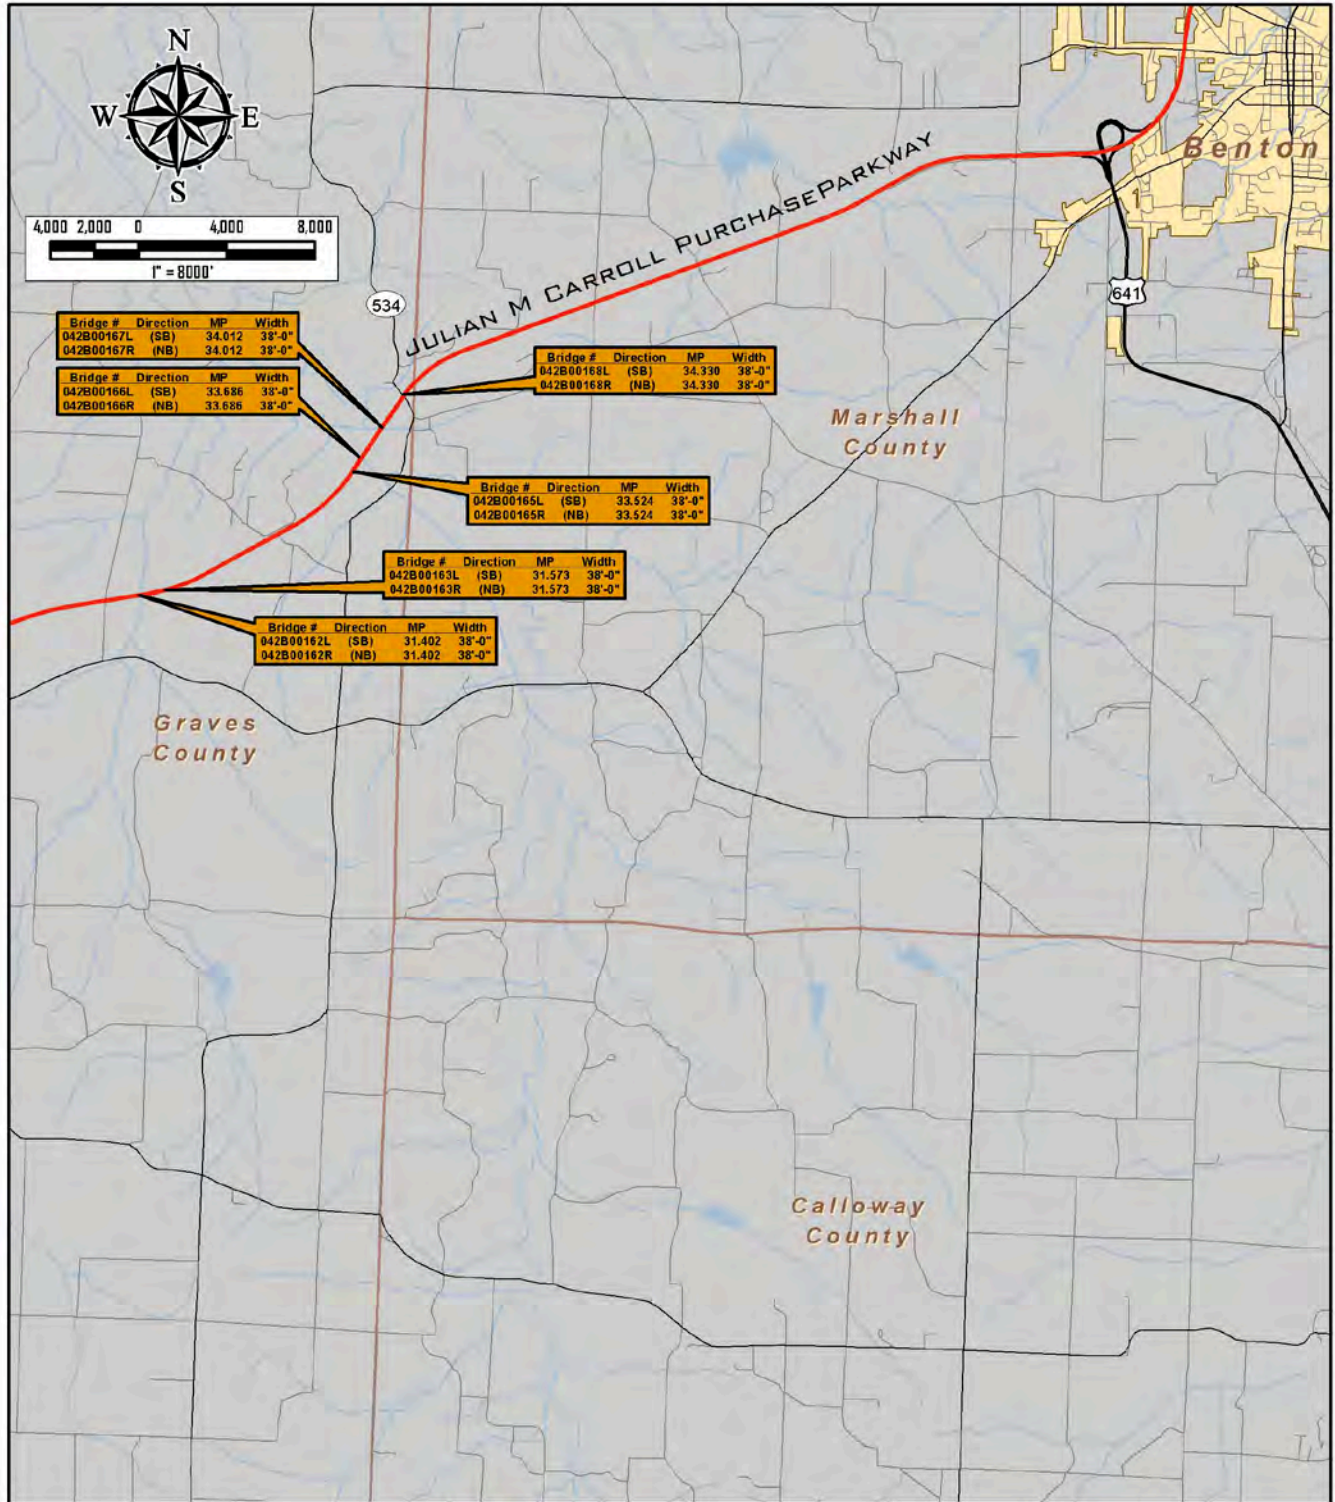 N
W E
S
4,000 2,000 0 4,000 8,000
1" = 8000'
Benton
1
JULIAN M CARROLL PURCHASE PARKWAY
641
534
Bridge # Direction MP Width
042B00167L (SB) 34.012 38'-0"
042B00167R (NB) 34.012 38'-0"
Bridge # Direction MP Width
042B00168L (SB) 34.330 38'-0"
042B00168R (NB) 34.330 38'-0"
Bridge # Direction MP Width
042B00166L (SB) 33.686 38'-0"
042B00166R (NB) 33.686 38'-0"
Marshall
County
Bridge # Direction MP Width
042B00165L (SB) 33.524 38'-0"
042B00165R (NB) 33.524 38'-0"
Bridge # Direction MP Width
042B00163L (SB) 31.573 38'-0"
042B00163R (NB) 31.573 38'-0"
Bridge # Direction MP Width
042B00162L (SB) 31.402 38'-0"
042B00162R (NB) 31.402 38'-0"
Graves
County
Calloway
County